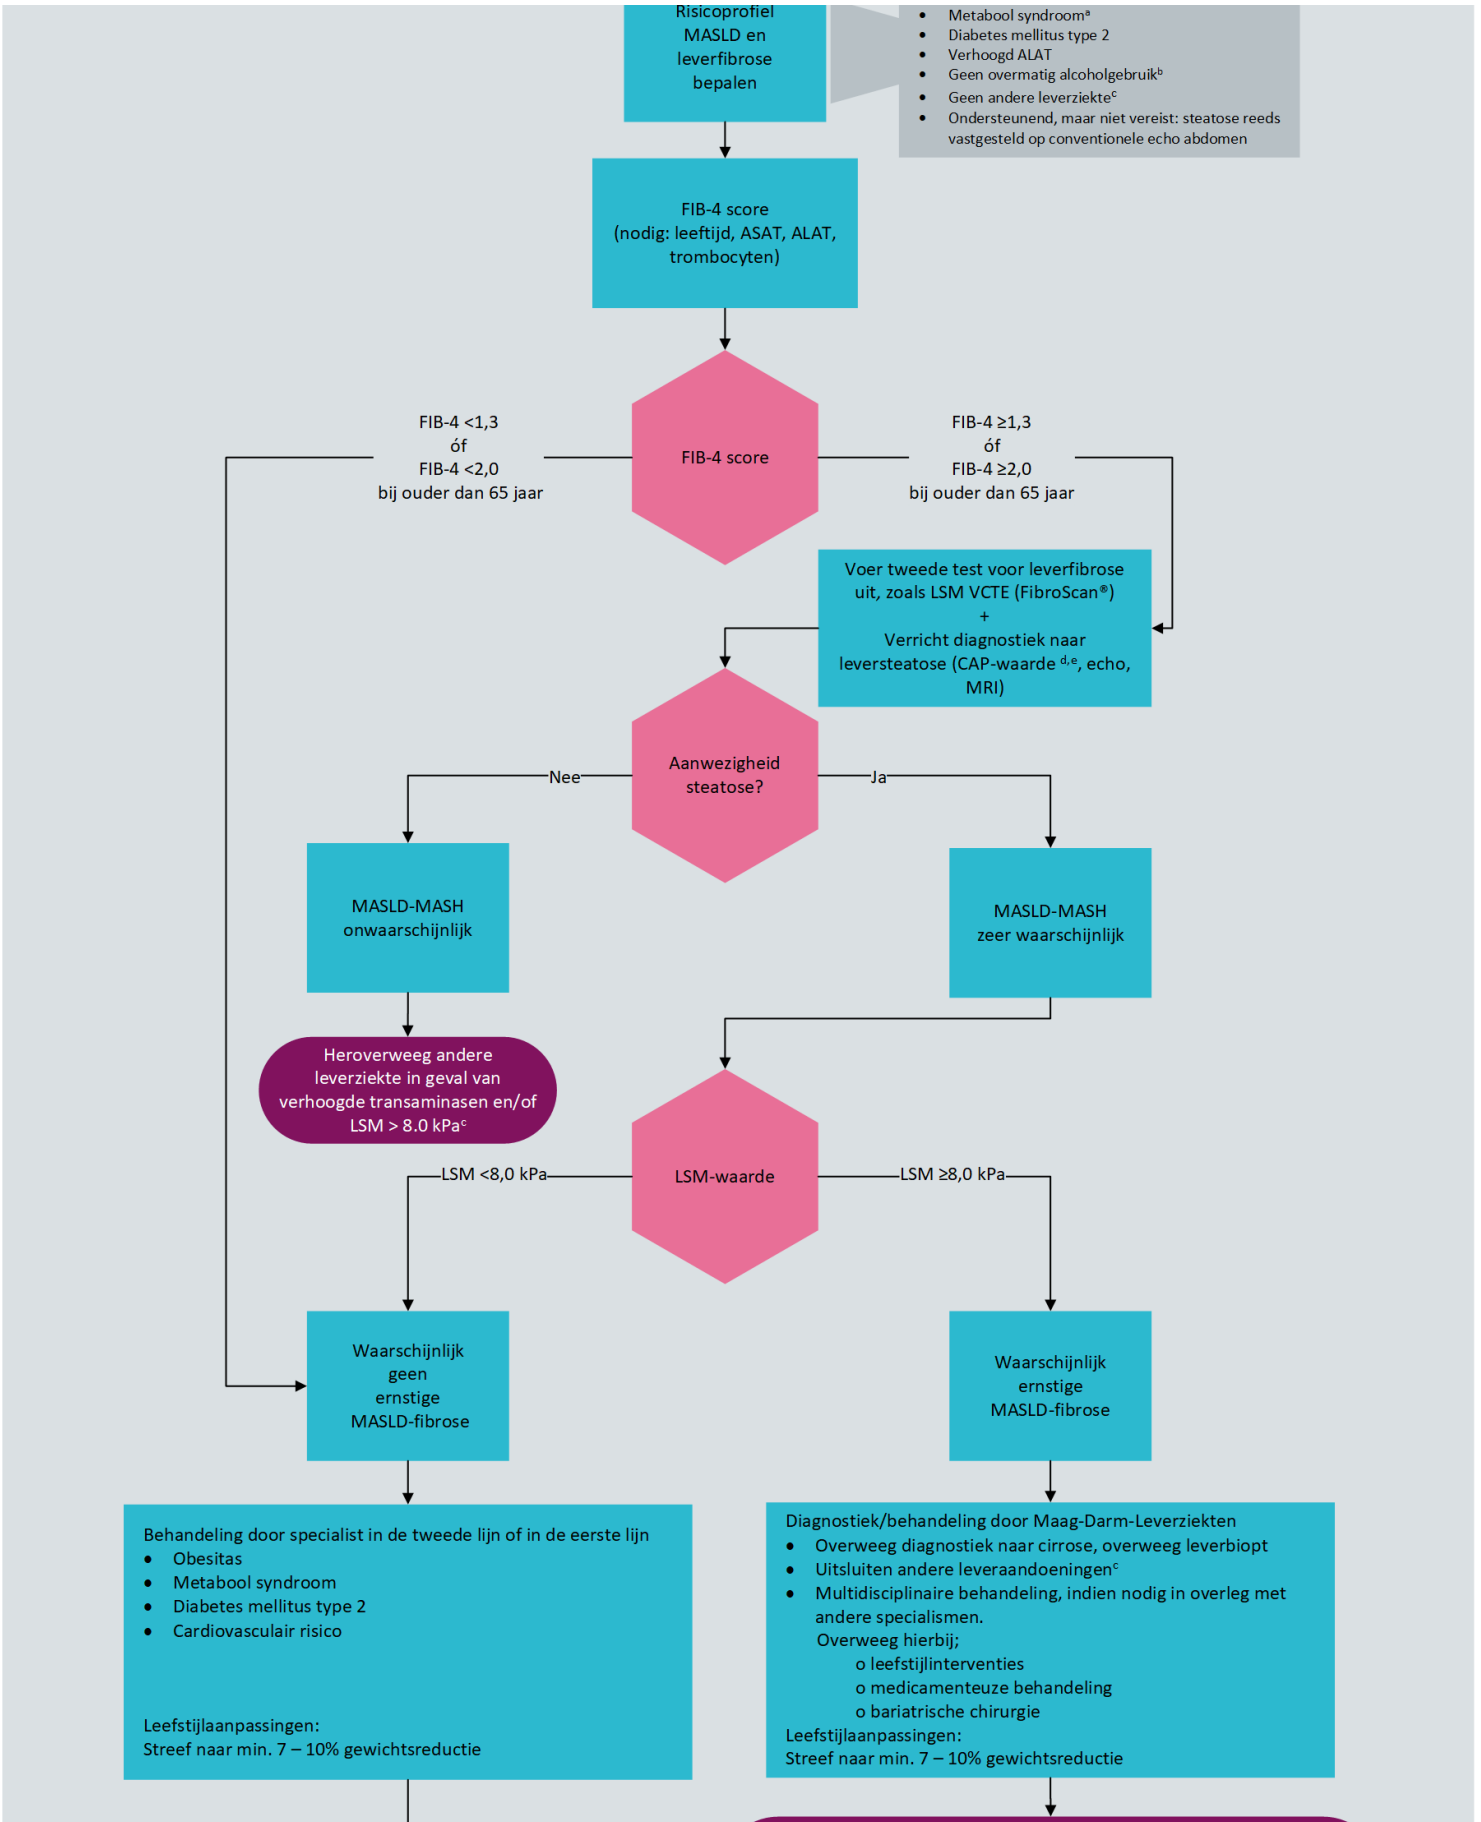 Risicoprofiel
MASLD en
leverfibrose
bepalen
• Metabool syndroomᵃ
• Diabetes mellitus type 2
• Verhoogd ALAT
• Geen overmatig alcoholgebruikᵇ
• Geen andere leverziekteᶜ
• Ondersteunend, maar niet vereist: steatose reeds
vastgesteld op conventionele echo abdomen
FIB-4 score
(nodig: leeftijd, ASAT, ALAT,
trombocyten)
FIB-4 <1,3
óf
FIB-4 <2,0
bij ouder dan 65 jaar
FIB-4 score
FIB-4 ≥1,3
óf
FIB-4 ≥2,0
bij ouder dan 65 jaar
Voer tweede test voor leverfibrose
uit, zoals LSM VCTE (FibroScan®)
+
Verricht diagnostiek naar
leversteatose (CAP-waarde ᵈ,ᵉ, echo,
MRI)
Aanwezigheid
steatose?
Nee
Ja
MASLD-MASH
onwaarschijnlijk
MASLD-MASH
zeer waarschijnlijk
Heroverweeg andere
leverziekte in geval van
verhoogde transaminasen en/of
LSM > 8.0 kPaᶜ
LSM <8,0 kPa
LSM-waarde
LSM ≥8,0 kPa
Waarschijnlijk
geen
ernstige
MASLD-fibrose
Waarschijnlijk
ernstige
MASLD-fibrose
Behandeling door specialist in de tweede lijn of in de eerste lijn
• Obesitas
• Metabool syndroom
• Diabetes mellitus type 2
• Cardiovasculair risico
Leefstijlaanpassingen:
Streef naar min. 7 – 10% gewichtsreductie
Diagnostiek/behandeling door Maag-Darm-Leverziekten
• Overweeg diagnostiek naar cirrose, overweeg leverbiopt
• Uitsluiten andere leveraandoeningenᶜ
• Multidisciplinaire behandeling, indien nodig in overleg met
andere specialismen.
Overweeg hierbij;
o leefstijlinterventies
o medicamenteuze behandeling
o bariatrische chirurgie
Leefstijlaanpassingen:
Streef naar min. 7 – 10% gewichtsreductie